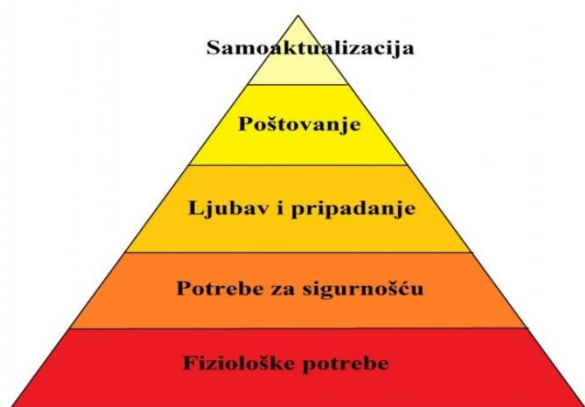 Samoaktualizacija
Poštovanje
Ljubav i pripadanje
Potrebe za sigurnošću
Fiziološke potrebe